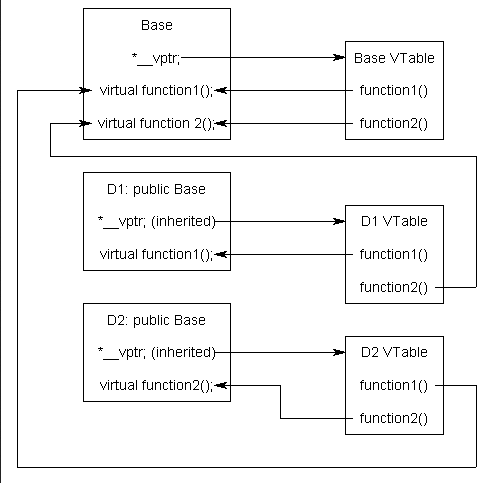 Base
*__vptr;
virtual function1();
virtual function 2();
Base VTable
function1()
function2()
D1: public Base
*__vptr; (inherited)
virtual function1();
D1 VTable
function1()
function2()
D2: public Base
*__vptr; (inherited)
virtual function2();
D2 VTable
function1()
function2()